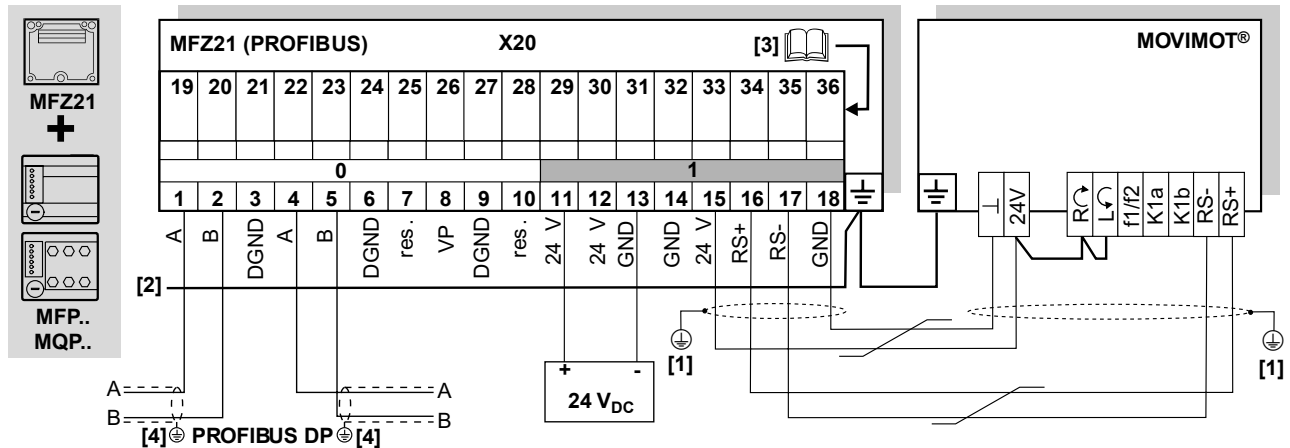 MFZ21 (PROFIBUS) X20 [3] MOVIMOT®
19 20 21 22 23 24 25 26 27 28 29 30 31 32 33 34 35 36
MFZ21
+
0 1
1 2 3 4 5 6 7 8 9 10 11 12 13 14 15 16 17 18
A B DGND A B DGND res. VP DGND res. 24 V 24 V GND GND 24 V RS+ RS- GND
⊥ 24V R L f1/f2 K1a K1b RS- RS+
[2]
MFP..
MQP..
[1] [1]
+ -
24 VDC
A A
B B
[4] PROFIBUS DP [4]